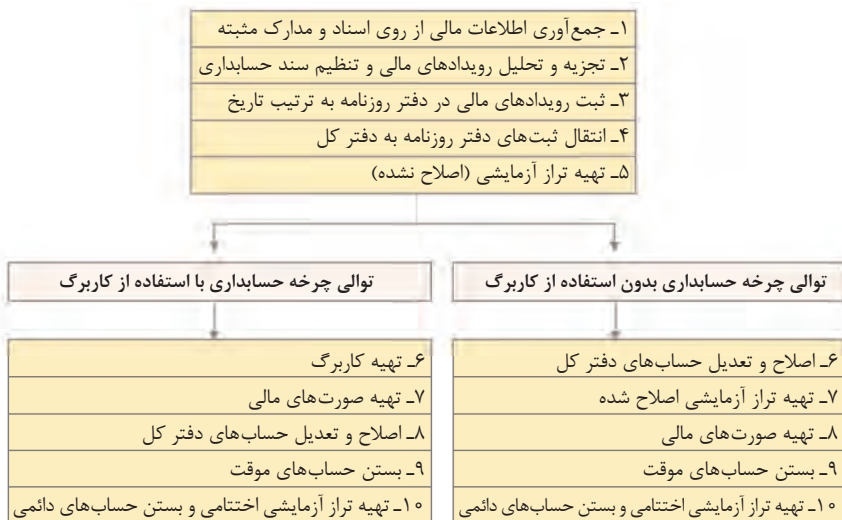 ۱ـ جمع‌آوری اطلاعات مالی از روی اسناد و مدارک مثبته
۲ـ تجزیه و تحلیل رویدادهای مالی و تنظیم سند حسابداری
۳ـ ثبت رویدادهای مالی در دفتر روزنامه به ترتیب تاریخ
۴ـ انتقال ثبت‌های دفتر روزنامه به دفتر کل
۵ـ تهیه تراز آزمایشی (اصلاح نشده)
توالی چرخه حسابداری بدون استفاده از کاربرگ
۶ـ اصلاح و تعدیل حساب‌های دفتر کل
۷ـ تهیه تراز آزمایشی اصلاح شده
۸ـ تهیه صورت‌های مالی
۹ـ بستن حساب‌های موقت
۱۰ـ تهیه تراز آزمایشی اختتامی و بستن حساب‌های دائمی
توالی چرخه حسابداری با استفاده از کاربرگ
۶ـ تهیه کاربرگ
۷ـ تهیه صورت‌های مالی
۸ـ اصلاح و تعدیل حساب‌های دفتر کل
۹ـ بستن حساب‌های موقت
۱۰ـ تهیه تراز آزمایشی اختتامی و بستن حساب‌های دائمی